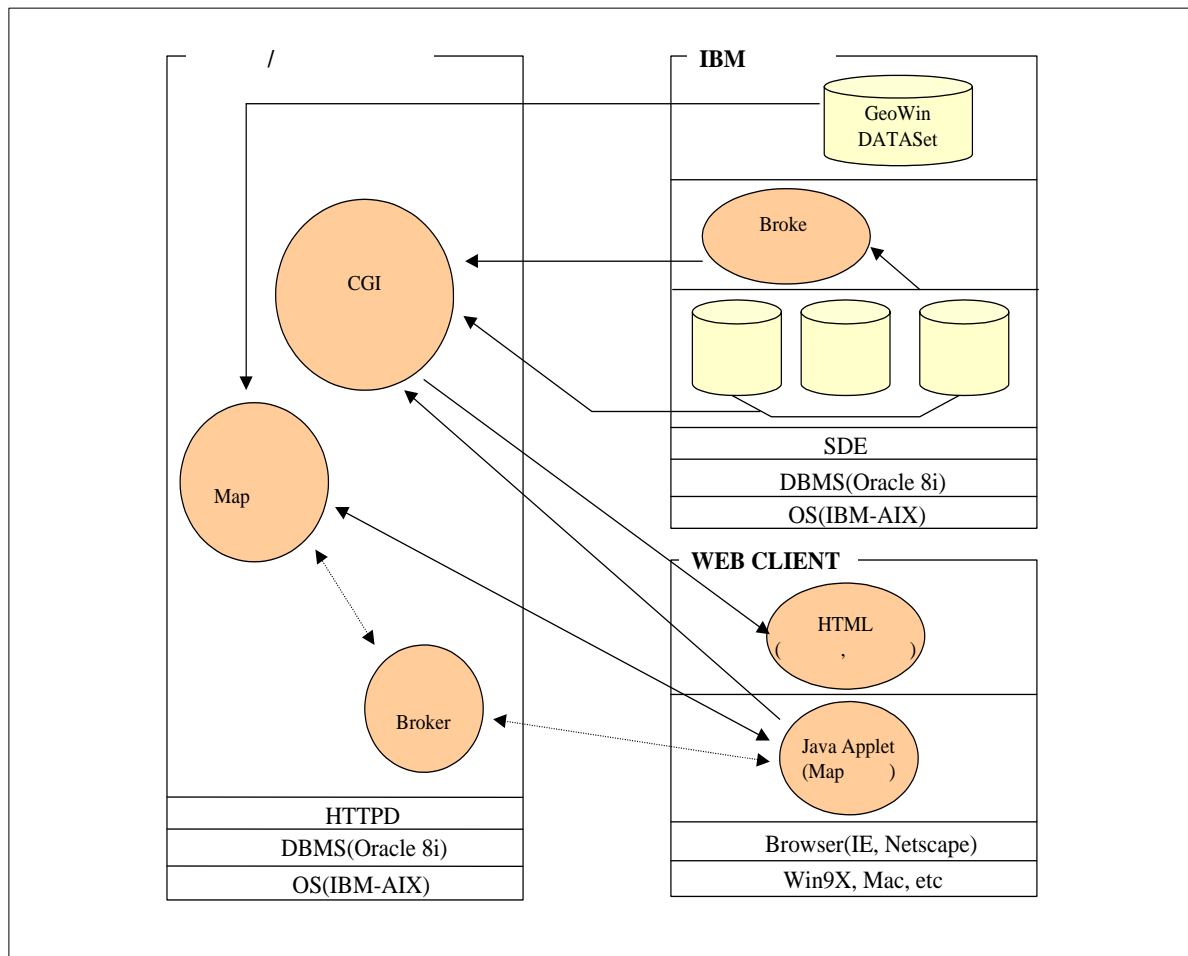 /
CGI
Map
Broker
HTTPD
DBMS(Oracle 8i)
OS(IBM-AIX)
IBM
GeoWin
DATASet
Broke
SDE
DBMS(Oracle 8i)
OS(IBM-AIX)
WEB CLIENT
HTML
( , )
Java Applet
(Map )
Browser(IE, Netscape)
Win9X, Mac, etc